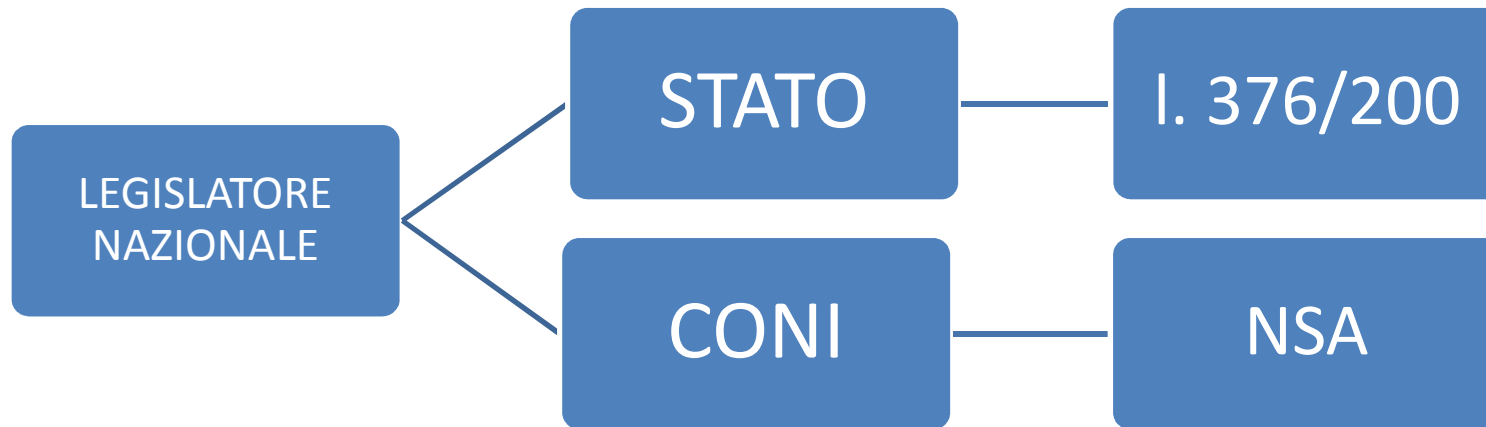 LEGISLATORE
NAZIONALE
STATO
l. 376/200
CONI
NSA